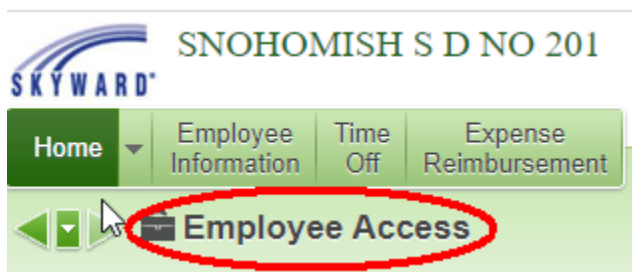 SNOHOMISH S D NO 201
SKYWARD
Home
Employee
Information
Time
Off
Expense
Reimbursement
Employee Access